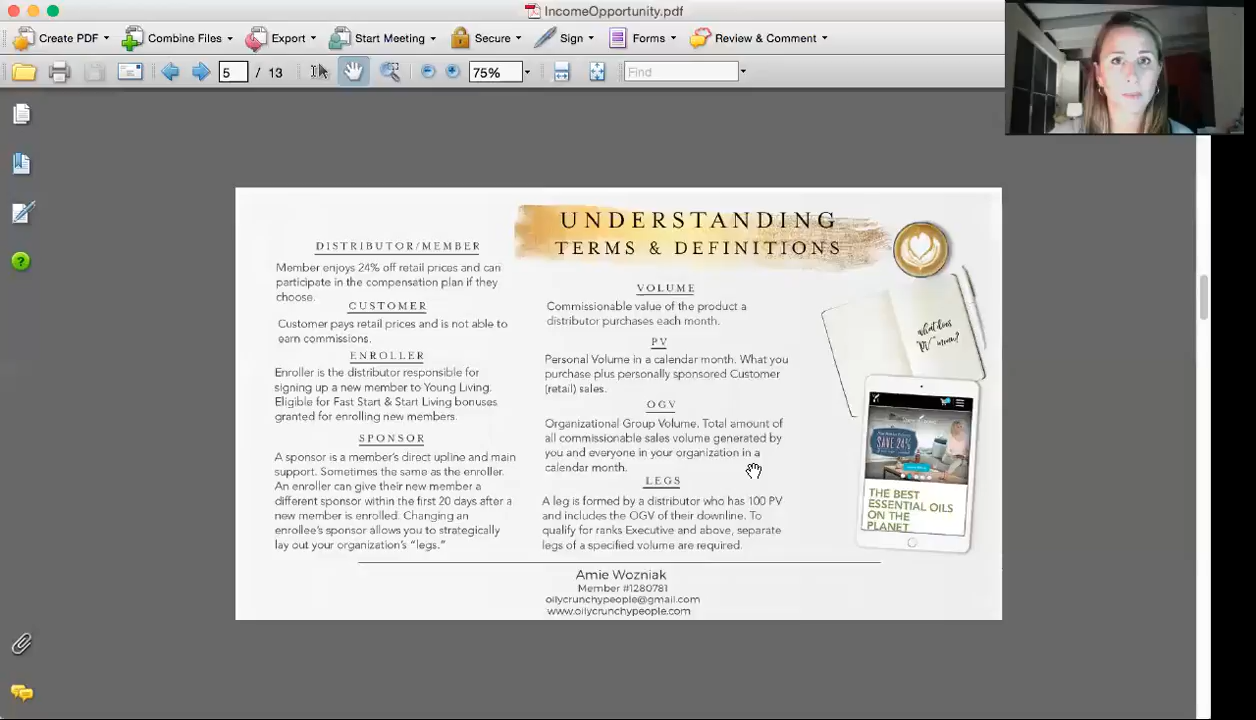 IncomeOpportunity.pdf
Create PDF
Combine Files
Export
Start Meeting
Secure
Sign
Forms
Review & Comment
5 / 13
75%
Find
UNDERSTANDING
TERMS & DEFINITIONS
DISTRIBUTOR/MEMBER
Member enjoys 24% off retail prices and can
participate in the compensation plan if they
choose.
CUSTOMER
Customer pays retail prices and is not able to
earn commissions.
ENROLLER
Enroller is the distributor responsible for
signing up a new member to Young Living.
Eligible for Fast Start & Start Living bonuses
granted for enrolling new members.
SPONSOR
A sponsor is a member's direct upline and main
support. Sometimes the same as the enroller.
An enroller can give their new member a
different sponsor within the first 20 days after a
new member is enrolled. Changing an
enrollee's sponsor allows you to strategically
lay out your organization's "legs."
VOLUME
Commissionable value of the product a
distributor purchases each month.
PV
Personal Volume in a calendar month. What you
purchase plus personally sponsored Customer
(retail) sales.
OGV
Organizational Group Volume. Total amount of
all commissionable sales volume generated by
you and everyone in your organization in a
calendar month.
LEGS
A leg is formed by a distributor who has 100 PV
and includes the OGV of their downline. To
qualify for ranks Executive and above, separate
legs of a specified volume are required.
what does
"PV" mean?
SAVE 24%
THE BEST
ESSENTIAL OILS
ON THE
PLANET
Amie Wozniak
Member #1280781
oilycrunchypeople@gmail.com
www.oilycrunchypeople.com